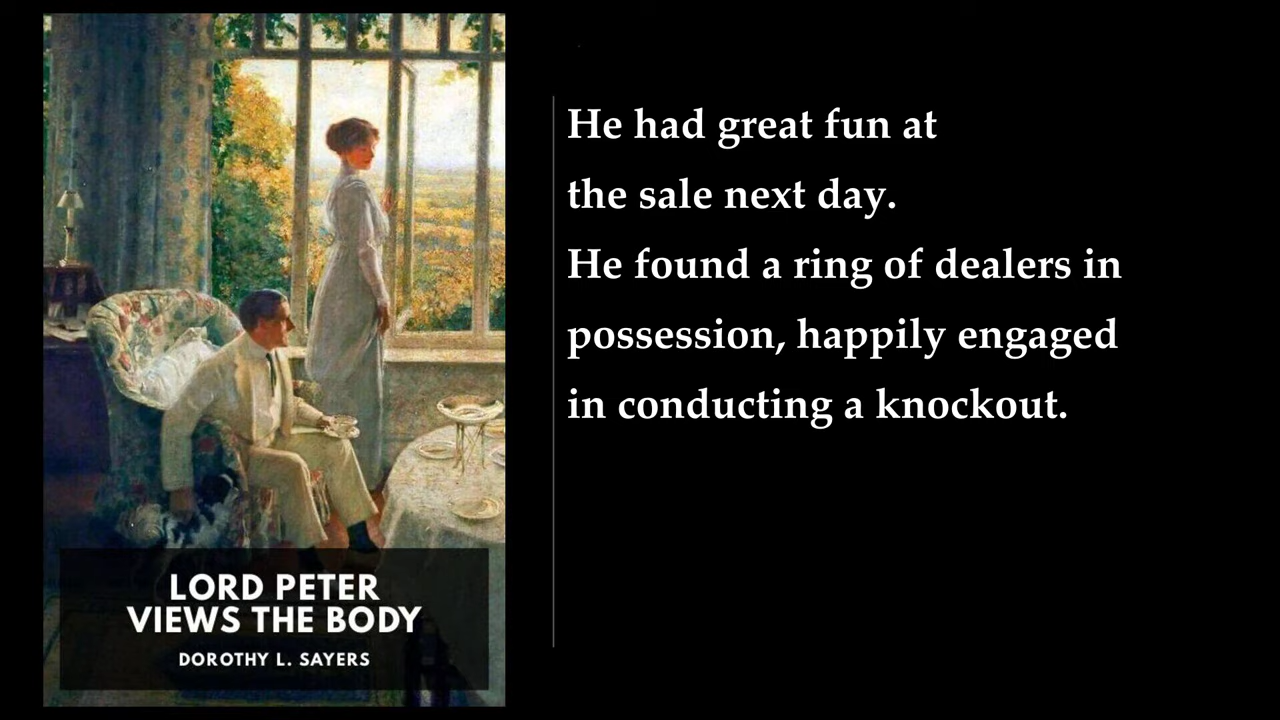 He had great fun at
the sale next day.
He found a ring of dealers in
possession, happily engaged
in conducting a knockout.
LORD PETER
VIEWS THE BODY
DOROTHY L. SAYERS